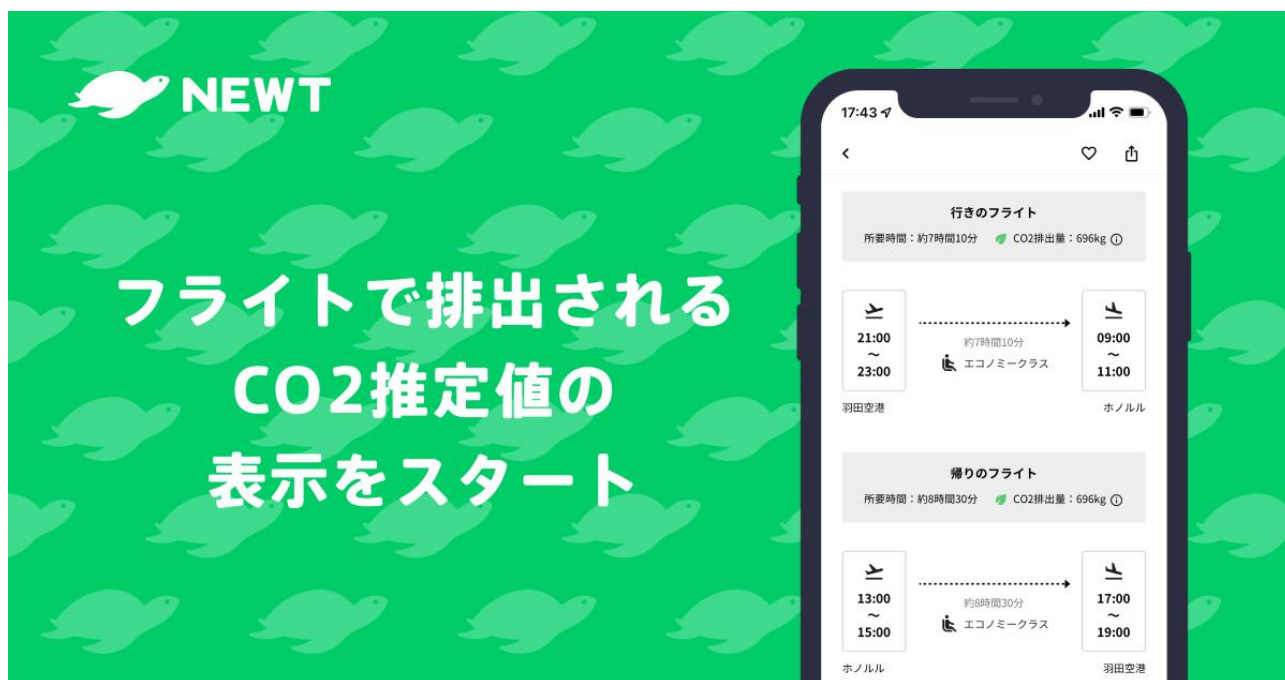 NEWT
フライトで排出される
CO2推定値の
表示をスタート
17:43
行きのフライト
所要時間：約7時間10分 CO2排出量：696kg
21:00
〜
23:00
約7時間10分
エコノミークラス
09:00
〜
11:00
羽田空港
ホノルル
帰りのフライト
所要時間：約8時間30分 CO2排出量：696kg
13:00
〜
15:00
約8時間30分
エコノミークラス
17:00
〜
19:00
ホノルル
羽田空港